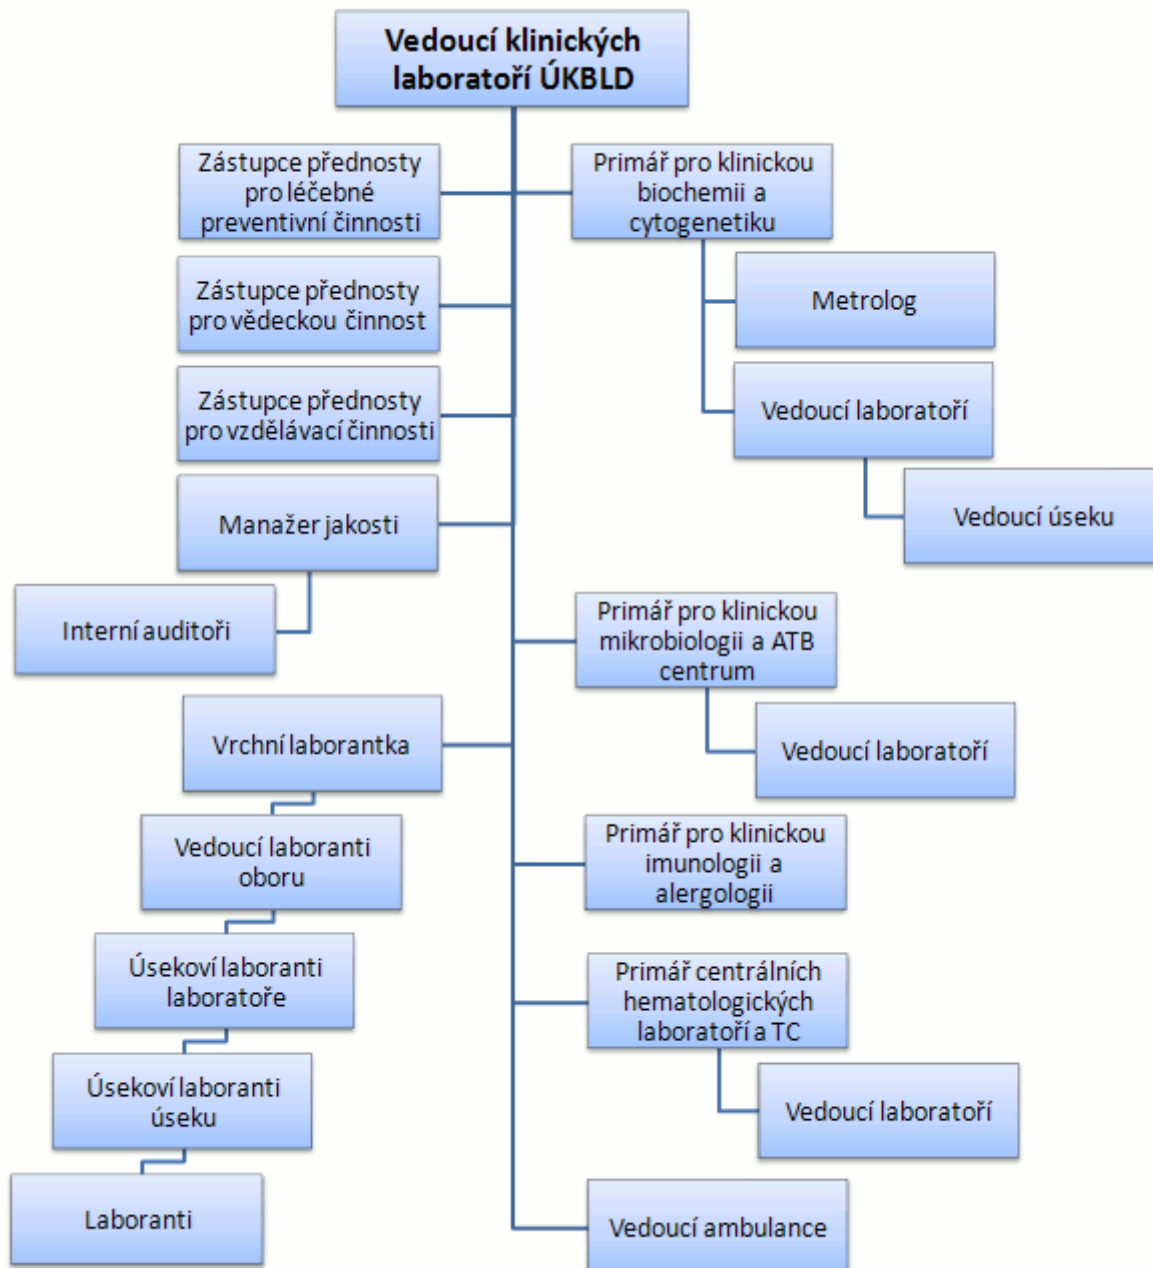 Vedoucí klinických
laboratoří ÚKBLD
Zástupce přednosty
pro léčebné
preventivní činnosti
Primář pro klinickou
biochemii a
cytogenetiku
Zástupce přednosty
pro vědeckou činnost
Metrolog
Zástupce přednosty
pro vzdělávací činnosti
Vedoucí laboratoří
Manažer jakosti
Vedoucí úseku
Interní auditoři
Primář pro klinickou
mikrobiologii a ATB
centrum
Vrchní laborantka
Vedoucí laboratoří
Vedoucí laboranti
oboru
Primář pro klinickou
imunologii a
alergologii
Úsekoví laboranti
laboratoře
Primář centrálních
hematologických
laboratoří a TC
Úsekoví laboranti
úseku
Vedoucí laboratoří
Laboranti
Vedoucí ambulance